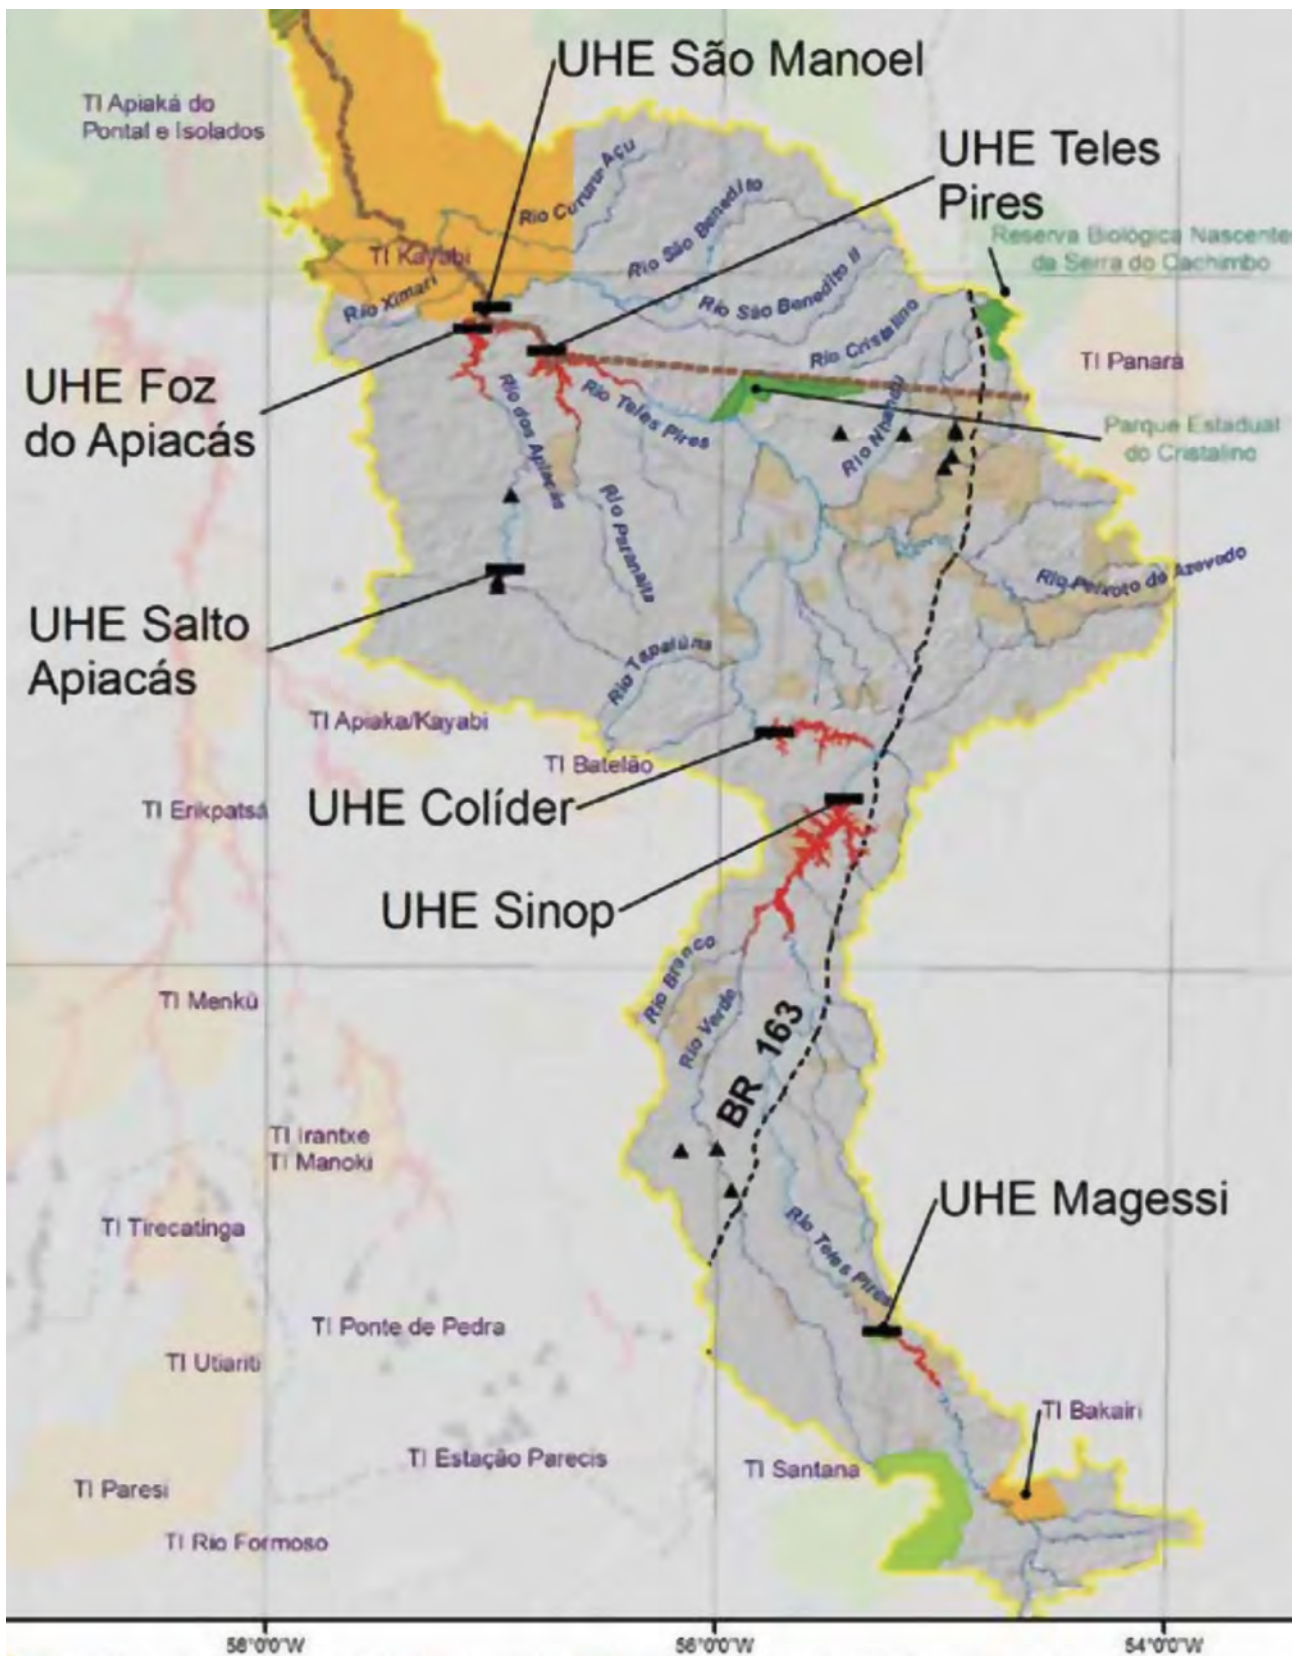 UHE São Manoel
TI Apiaká do
Pontal e Isolados
UHE Teles
Pires
Rio Cururu-Açu
Rio São Benedito
Reserva Biológica Nascente
da Serra do Cachimbo
TI Kayabi
Rio Ximari
Rio São Benedito II
Rio Cristalino
TI Panará
UHE Foz
do Apiacás
Rio dos Apiacás
Rio Teles Pires
Rio Nhandu
Parque Estadual
do Cristalino
Rio Paranaíta
Rio Peixoto de Azevedo
UHE Salto
Apiacás
Rio Tapaiúna
TI Apiaka/Kayabi
TI Batelão
TI Erikpatsá
UHE Colíder
UHE Sinop
Rio Branco
Rio Verde
TI Menkü
BR 163
TI Irantxe
TI Manoki
TI Tirecatinga
UHE Magessi
Rio Teles Pires
TI Ponte de Pedra
TI Utiariti
TI Bakairi
TI Estação Parecis
TI Santana
TI Paresi
TI Rio Formoso
58°0'0"W
56°0'0"W
54°0'0"W